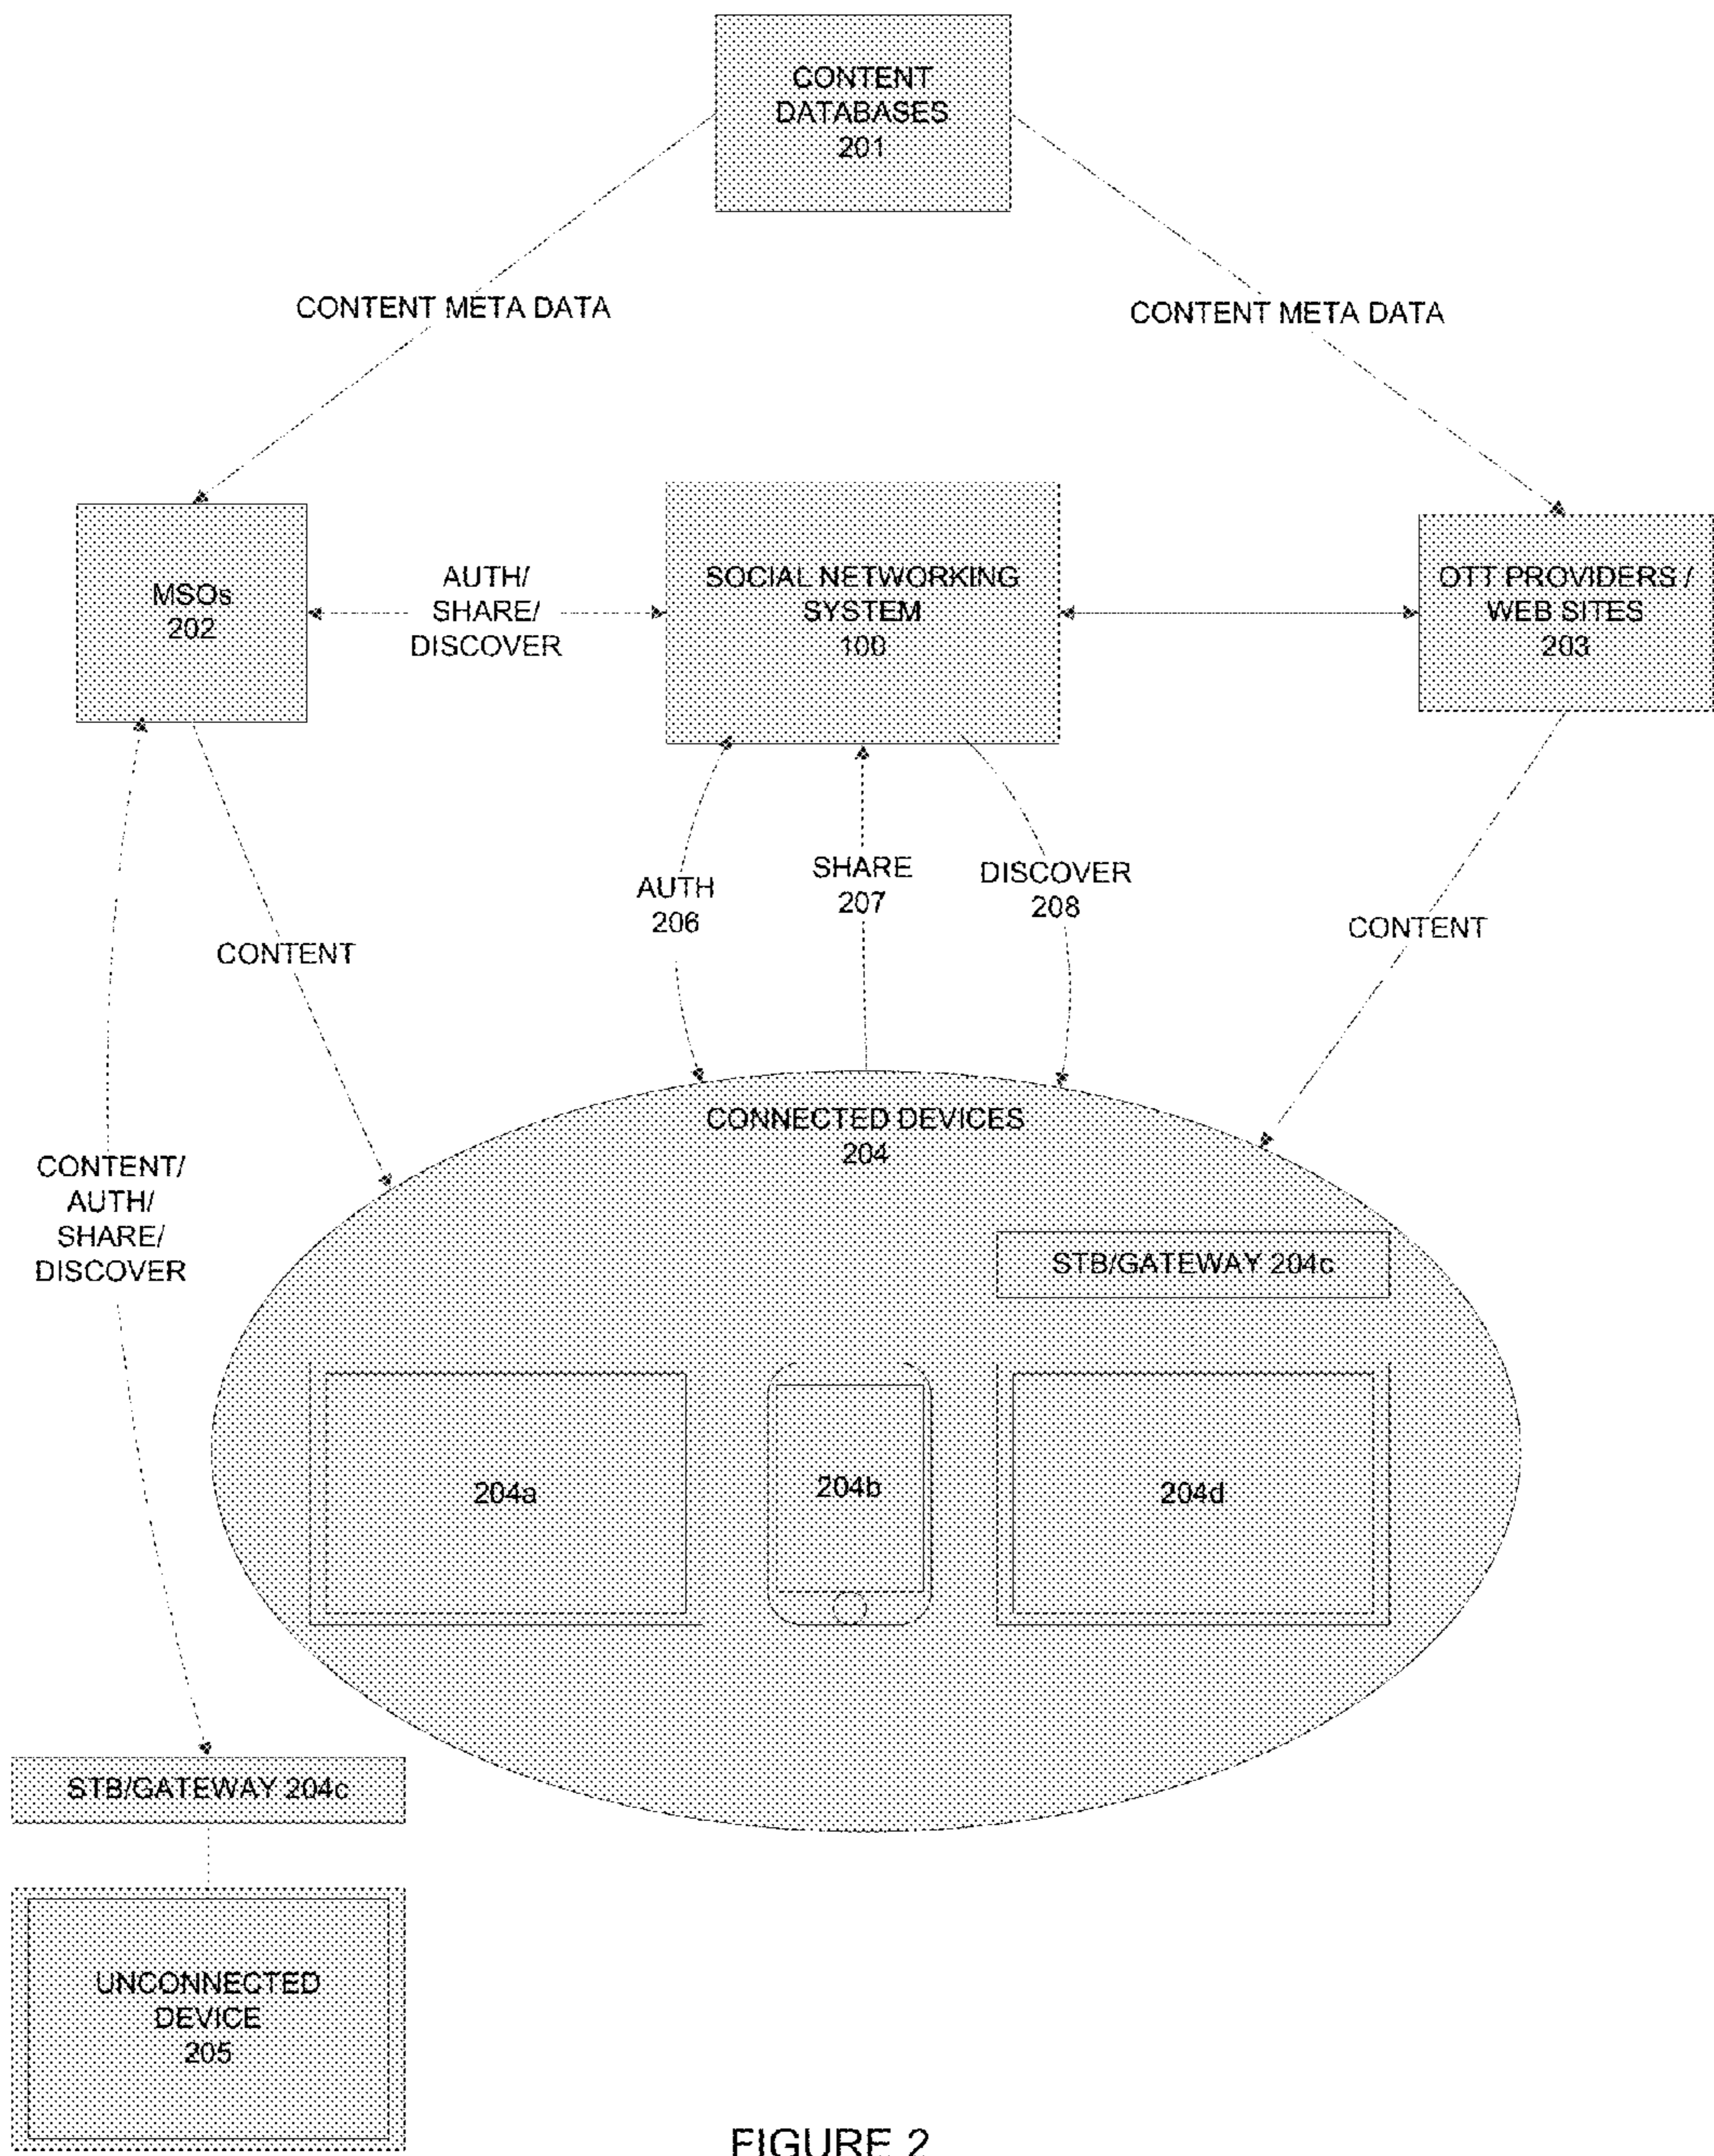 CONTENT
DATABASES
201
CONTENT META DATA
CONTENT META DATA
MSOs
202
AUTH/
SHARE/
DISCOVER
SOCIAL NETWORKING
SYSTEM
100
OTT PROVIDERS /
WEB SITES
203
AUTH
206
SHARE
207
DISCOVER
208
CONTENT
CONTENT
CONTENT/
AUTH/
SHARE/
DISCOVER
CONNECTED DEVICES
204
STB/GATEWAY 204c
204a
204b
204d
STB/GATEWAY 204c
UNCONNECTED
DEVICE
205
FIGURE 2